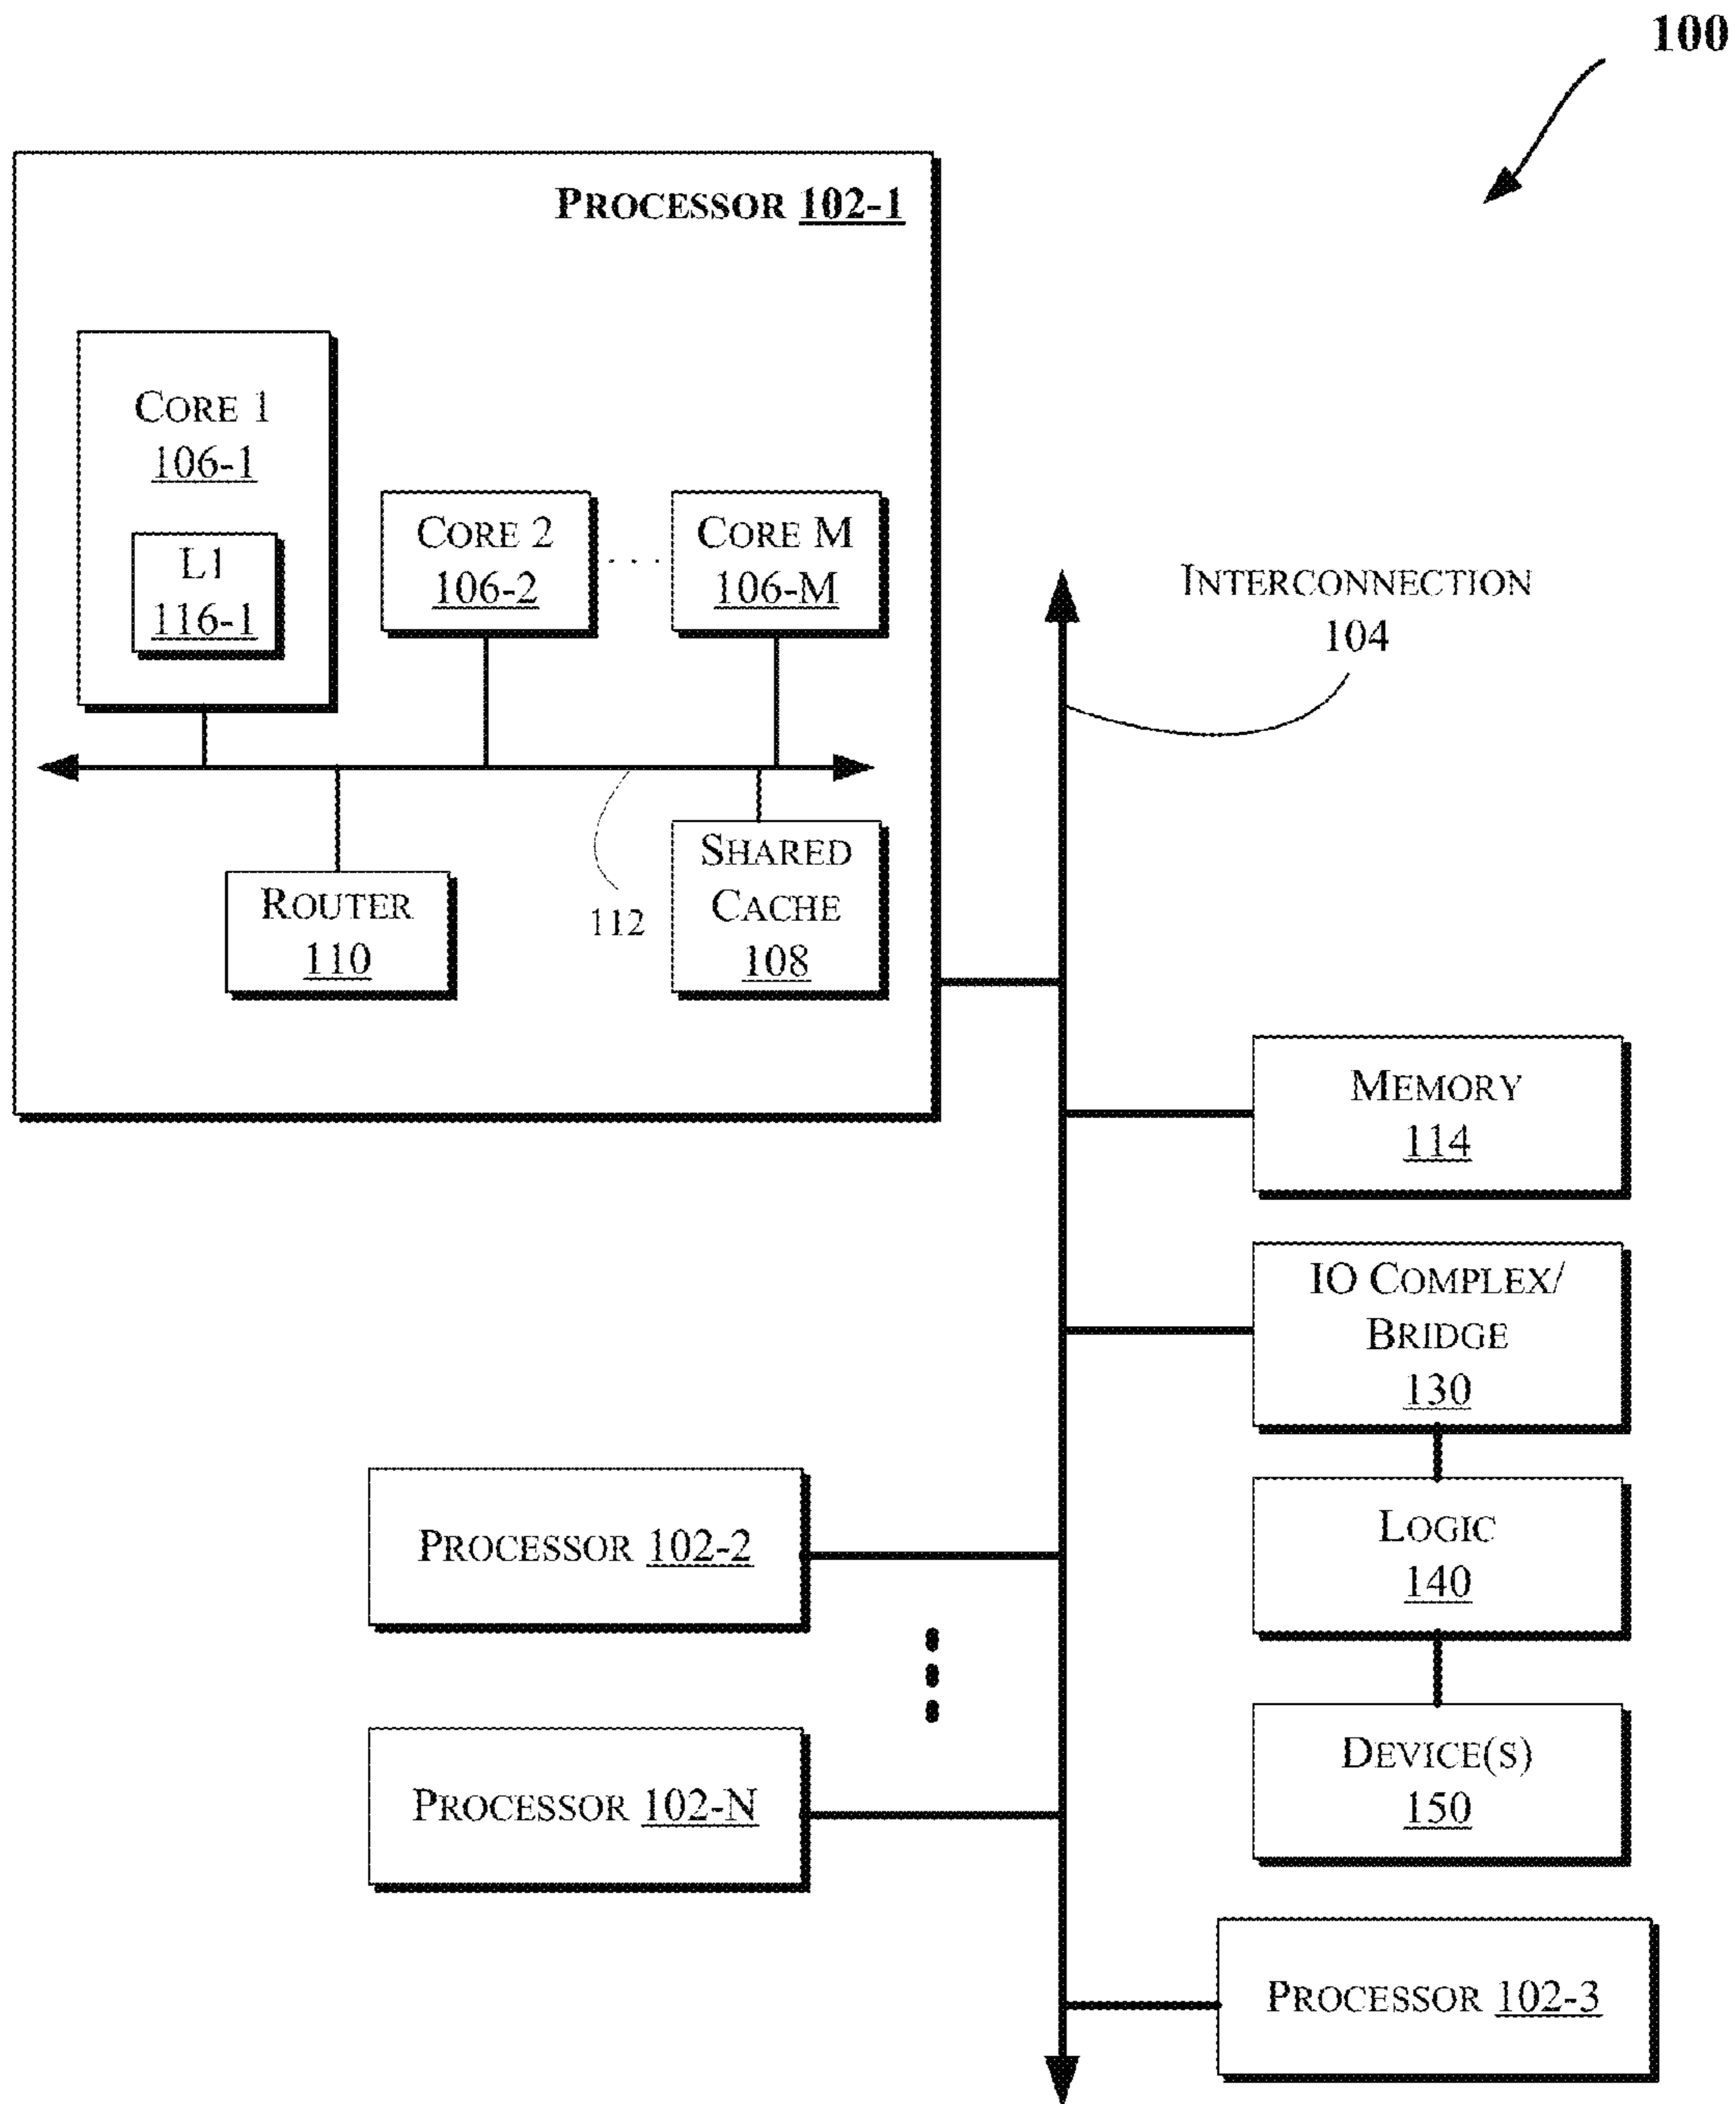 100
PROCESSOR 102-1
CORE 1
106-1
L1
116-1
CORE 2
106-2
. . . .
CORE M
106-M
INTERCONNECTION
104
112
ROUTER
110
SHARED
CACHE
108
MEMORY
114
IO COMPLEX/
BRIDGE
130
LOGIC
140
DEVICE(S)
150
PROCESSOR 102-2
PROCESSOR 102-N
PROCESSOR 102-3